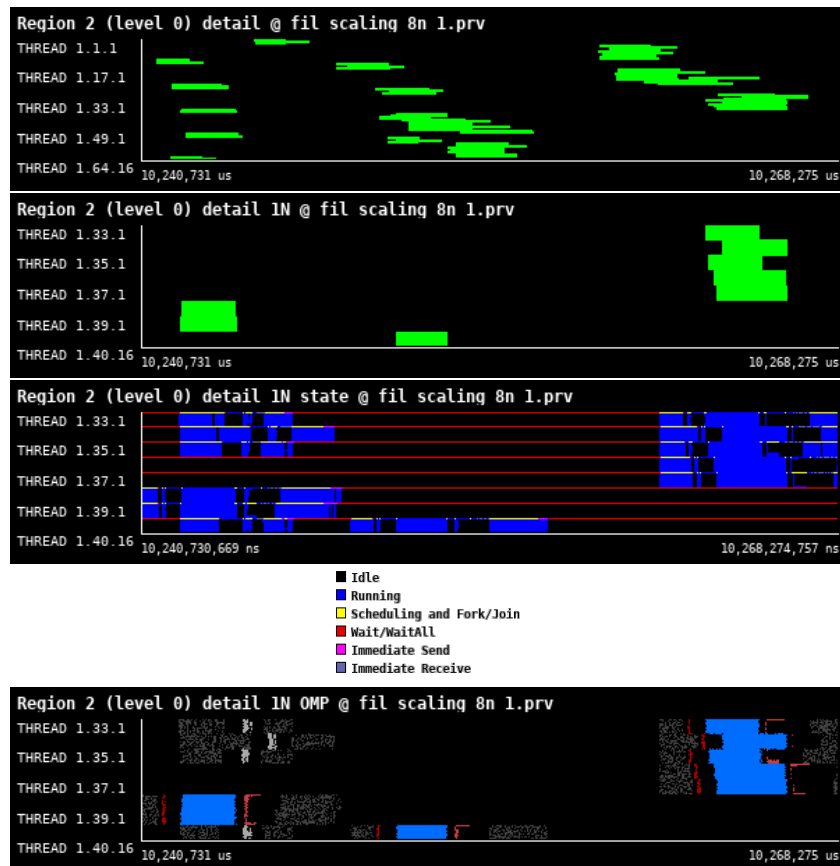 Region 2 (level 0) detail @ fil scaling 8n 1.prv
THREAD 1.1.1
THREAD 1.17.1
THREAD 1.33.1
THREAD 1.49.1
THREAD 1.64.16
10,240,731 us 10,268,275 us
Region 2 (level 0) detail 1N @ fil scaling 8n 1.prv
THREAD 1.33.1
THREAD 1.35.1
THREAD 1.37.1
THREAD 1.39.1
THREAD 1.40.16
10,240,731 us 10,268,275 us
Region 2 (level 0) detail 1N state @ fil scaling 8n 1.prv
THREAD 1.33.1
THREAD 1.35.1
THREAD 1.37.1
THREAD 1.39.1
THREAD 1.40.16
10,240,730,669 ns 10,268,274,757 ns
Idle
Running
Scheduling and Fork/Join
Wait/WaitAll
Immediate Send
Immediate Receive
Region 2 (level 0) detail 1N OMP @ fil scaling 8n 1.prv
THREAD 1.33.1
THREAD 1.35.1
THREAD 1.37.1
THREAD 1.39.1
THREAD 1.40.16
10,240,731 us 10,268,275 us